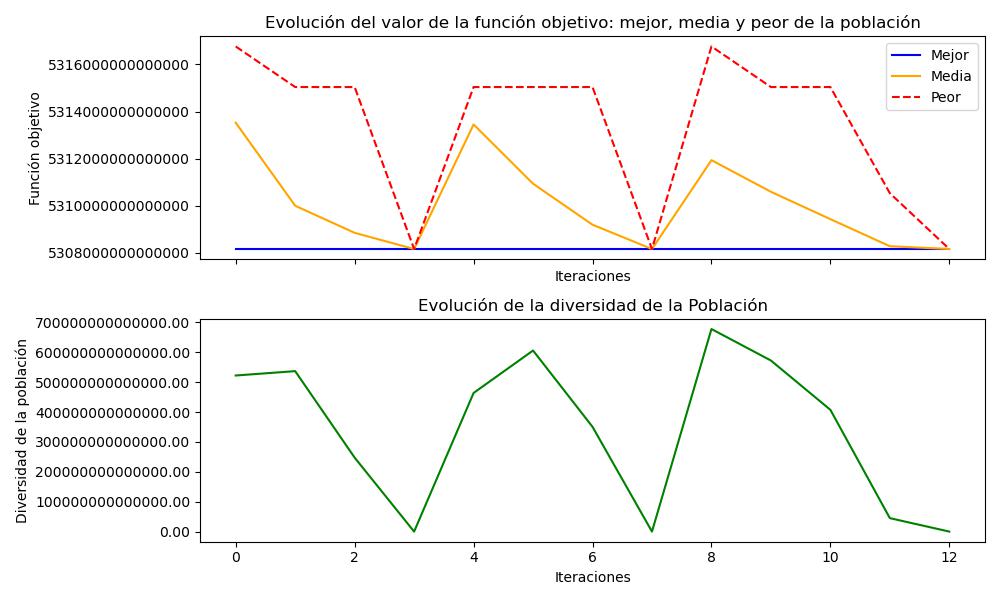 Evolución del valor de la función objetivo: mejor, media y peor de la población
5316000000000000
5314000000000000
5312000000000000
5310000000000000
5308000000000000
Función objetivo
Mejor
Media
Peor
Iteraciones
Evolución de la diversidad de la Población
700000000000000.00
600000000000000.00
500000000000000.00
400000000000000.00
300000000000000.00
200000000000000.00
100000000000000.00
0.00
Diversidad de la población
0 2 4 6 8 10 12
Iteraciones